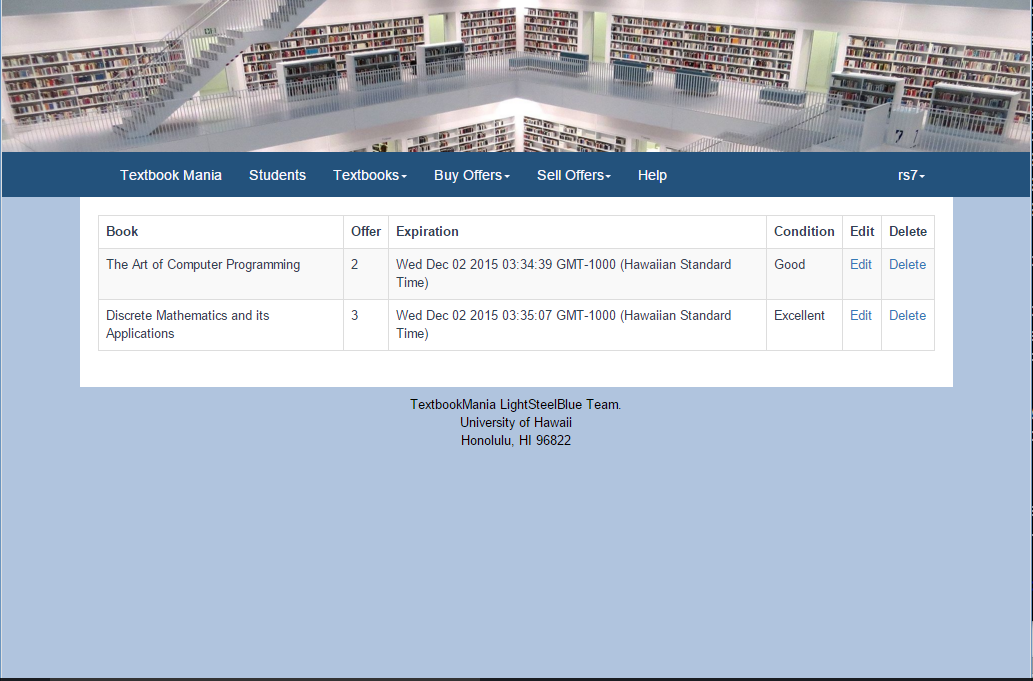 7
Textbook Mania Students Textbooks Buy Offers Sell Offers Help rs7
Book Offer Expiration Condition Edit Delete
The Art of Computer Programming 2 Wed Dec 02 2015 03:34:39 GMT-1000 (Hawaiian Standard Good Edit Delete
Time)
Discrete Mathematics and its 3 Wed Dec 02 2015 03:35:07 GMT-1000 (Hawaiian Standard Excellent Edit Delete
Applications Time)
TextbookMania LightSteelBlue Team.
University of Hawaii
Honolulu, HI 96822